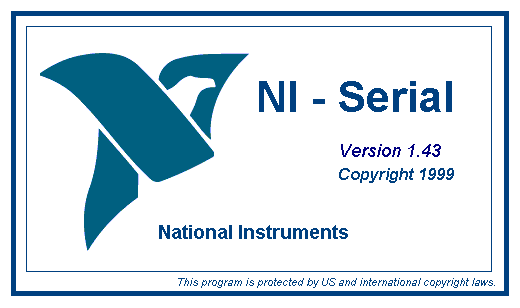 NI - Serial
Version 1.43
Copyright 1999
National Instruments
This program is protected by US and international copyright laws.